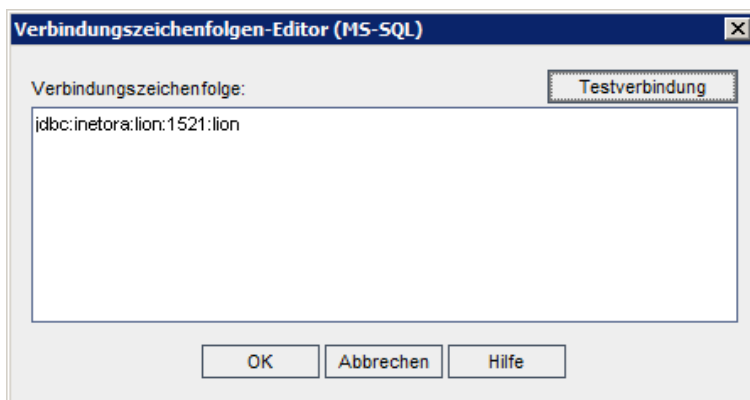 Verbindungszeichenfolgen-Editor (MS-SQL)
Verbindungszeichenfolge:
Testverbindung
jdbc:inetora:lion:1521:lion
OK
Abbrechen
Hilfe